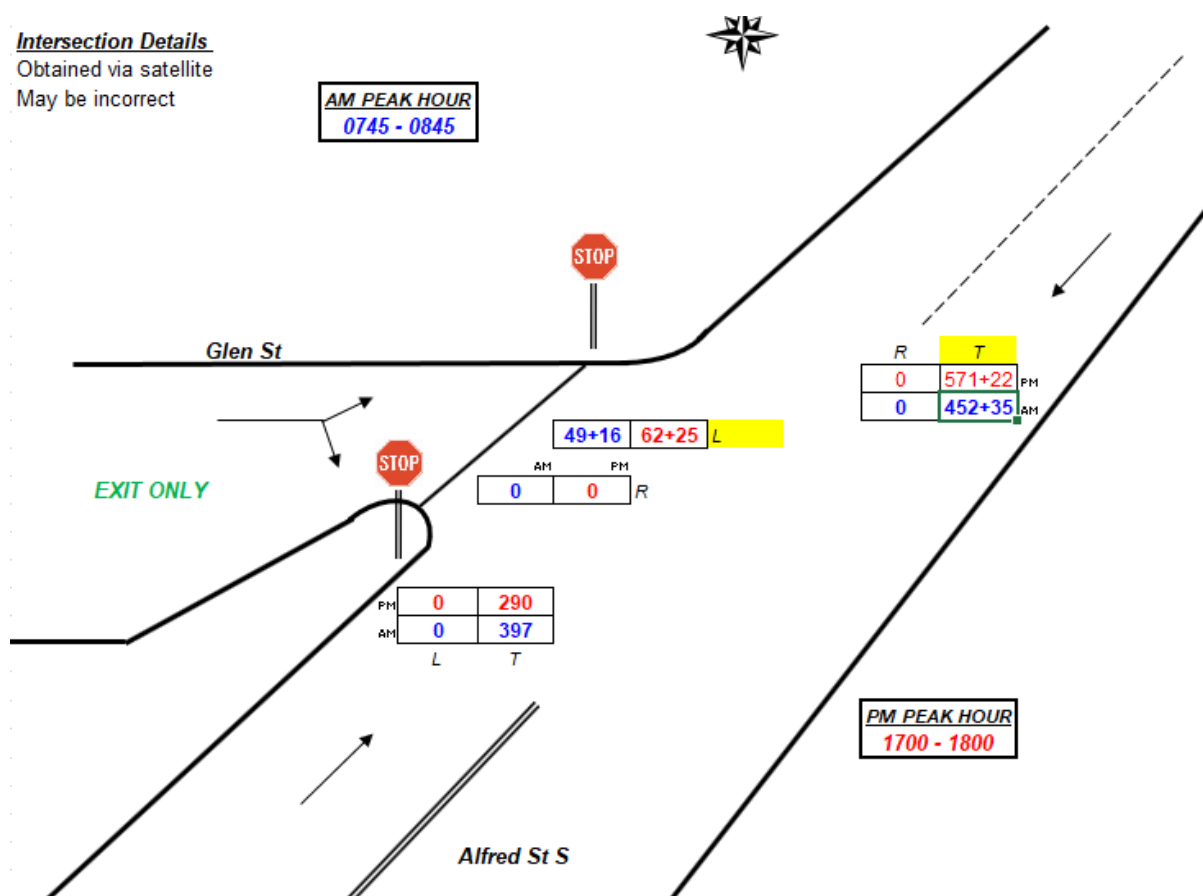 Intersection Details
Obtained via satellite
May be incorrect
AM PEAK HOUR
0745 - 0845
STOP
Glen St
R T
0 571+22 PM
0 452+35 AM
49+16 62+25 L
AM PM
0 0 R
STOP
EXIT ONLY
PM 0 290
AM 0 397
L T
PM PEAK HOUR
1700 - 1800
Alfred St S